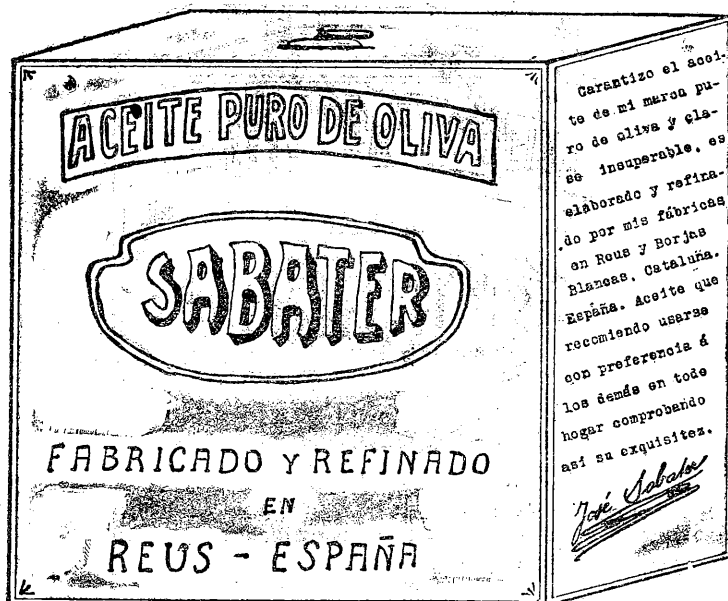 ACEITE PURO DE OLIVA
SABATER
FABRICADO Y REFINADO
EN
REUS - ESPAÑA
Garantizo el acei-
te de mi marca pu-
ro de oliva y cla-
se insuperable, es
elaborado y refina-
do por mis fábricas
en Reus y Borjas
Blancas, Cataluña.
España. Aceite que
recomiendo usarse
con preferencia á
los demás en todo
hogar comprobando
así su exquisitez.
José Sabater